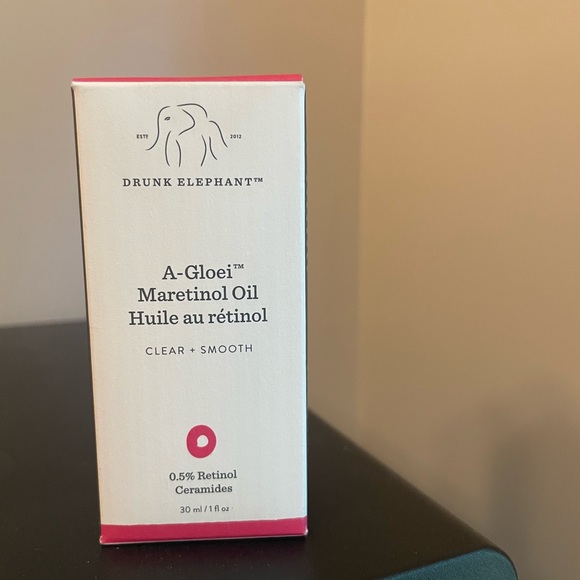 ESTD 2012
DRUNK ELEPHANT™
A-Gloei™
Maretinol Oil
Huile au rétinol
CLEAR + SMOOTH
0.5% Retinol
Ceramides
30 ml / 1 fl oz